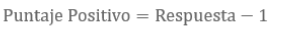 Puntaje Positivo = Respuesta − 1